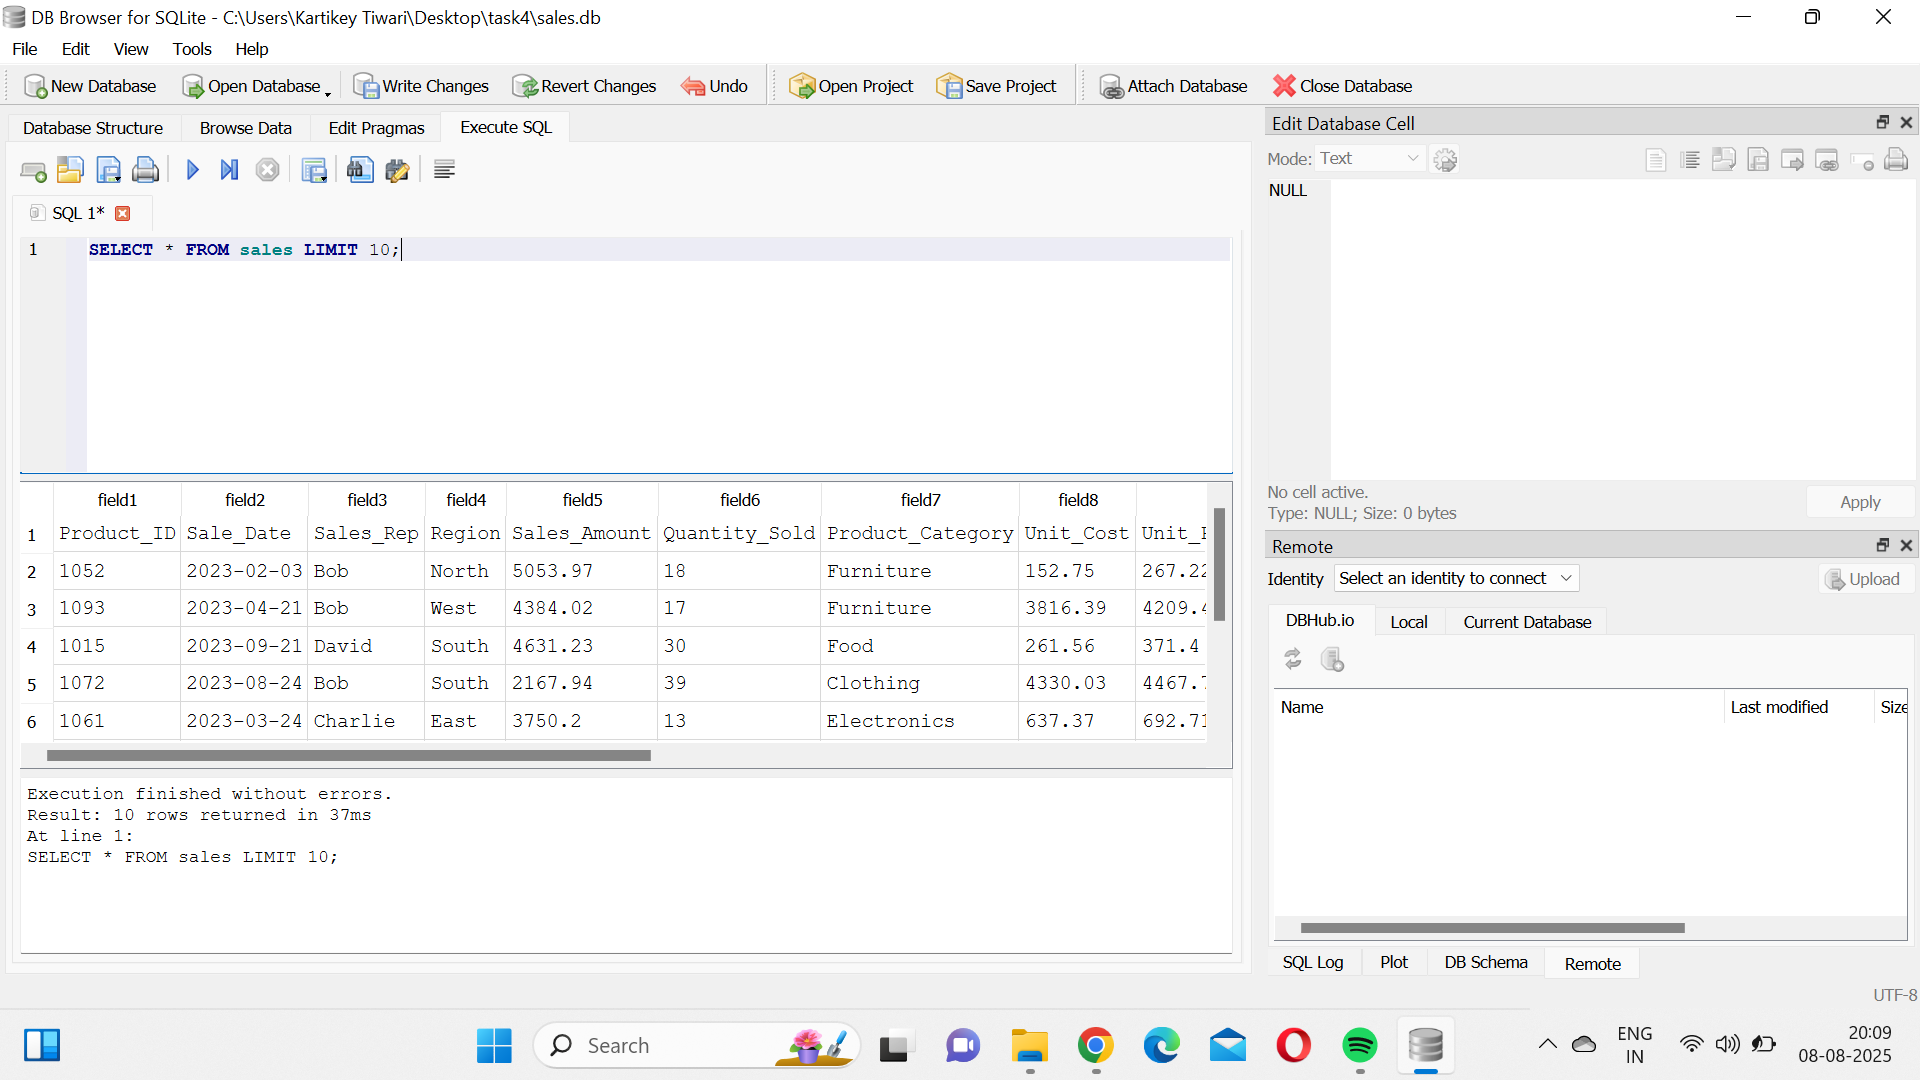 DB Browser for SQLite - C:\Users\Kartikey Tiwari\Desktop\task4\sales.db
File Edit View Tools Help
New Database Open Database Write Changes Revert Changes Undo Open Project Save Project Attach Database Close Database
Database Structure Browse Data Edit Pragmas Execute SQL
SQL 1*
1 SELECT * FROM sales LIMIT 10;
field1 field2 field3 field4 field5 field6 field7 field8
1 Product_ID Sale_Date Sales_Rep Region Sales_Amount Quantity_Sold Product_Category Unit_Cost
2 1052 2023-02-03 Bob North 5053.97 18 Furniture 152.75 267.22
3 1093 2023-04-21 Bob West 4384.02 17 Furniture 3816.39 4209.4
4 1015 2023-09-21 David South 4631.23 30 Food 261.56 371.4
5 1072 2023-08-24 Bob South 2167.94 39 Clothing 4330.03 4467.7
6 1061 2023-03-24 Charlie East 3750.2 13 Electronics 637.37 692.71
Execution finished without errors.
Result: 10 rows returned in 37ms
At line 1:
SELECT * FROM sales LIMIT 10;
Edit Database Cell
Mode: Text
NULL
No cell active.
Type: NULL; Size: 0 bytes
Apply
Remote
Identity Select an identity to connect Upload
DBHub.io Local Current Database
Name Last modified Size
SQL Log Plot DB Schema Remote
UTF-8
Search
ENG
IN
20:09
08-08-2025